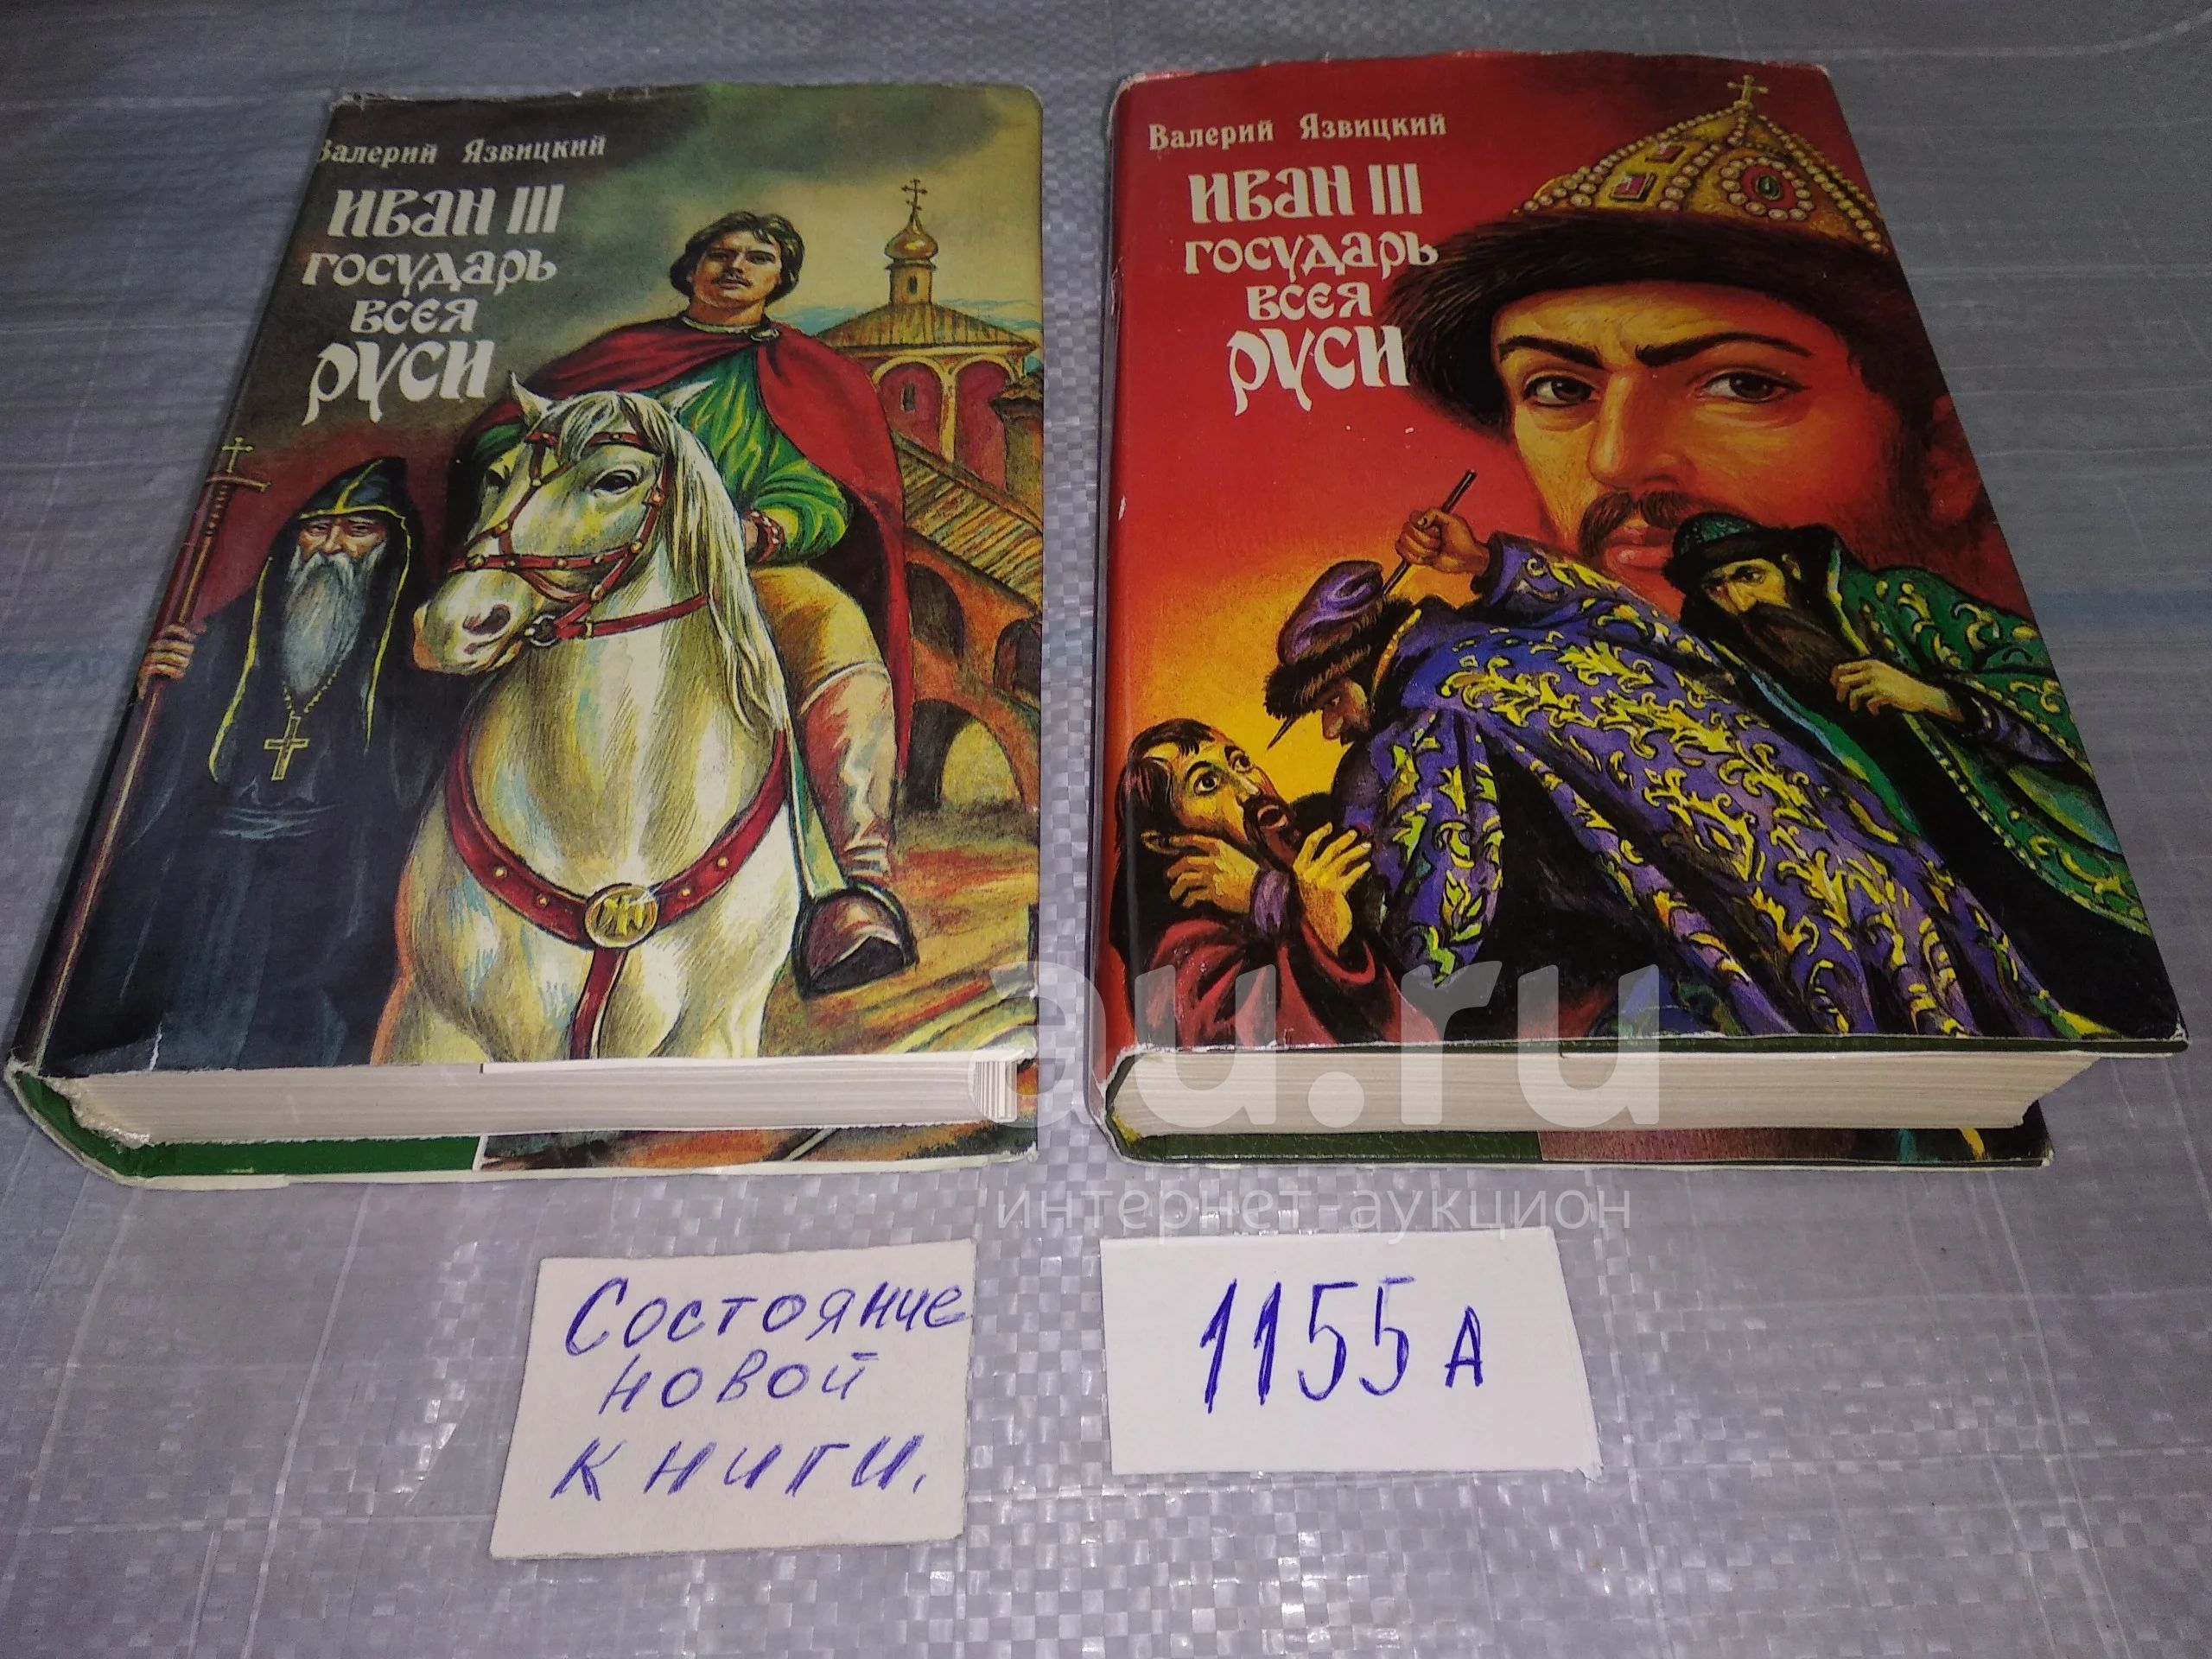 Валерий Язвицкий
ИВАН III
ГОСУДАРЬ
ВСЕЯ
РУСИ
Валерий Язвицкий
ИВАН III
ГОСУДАРЬ
ВСЕЯ
РУСИ
au.ru
интернет-аукцион
Состояние
новой
книги.
1155А